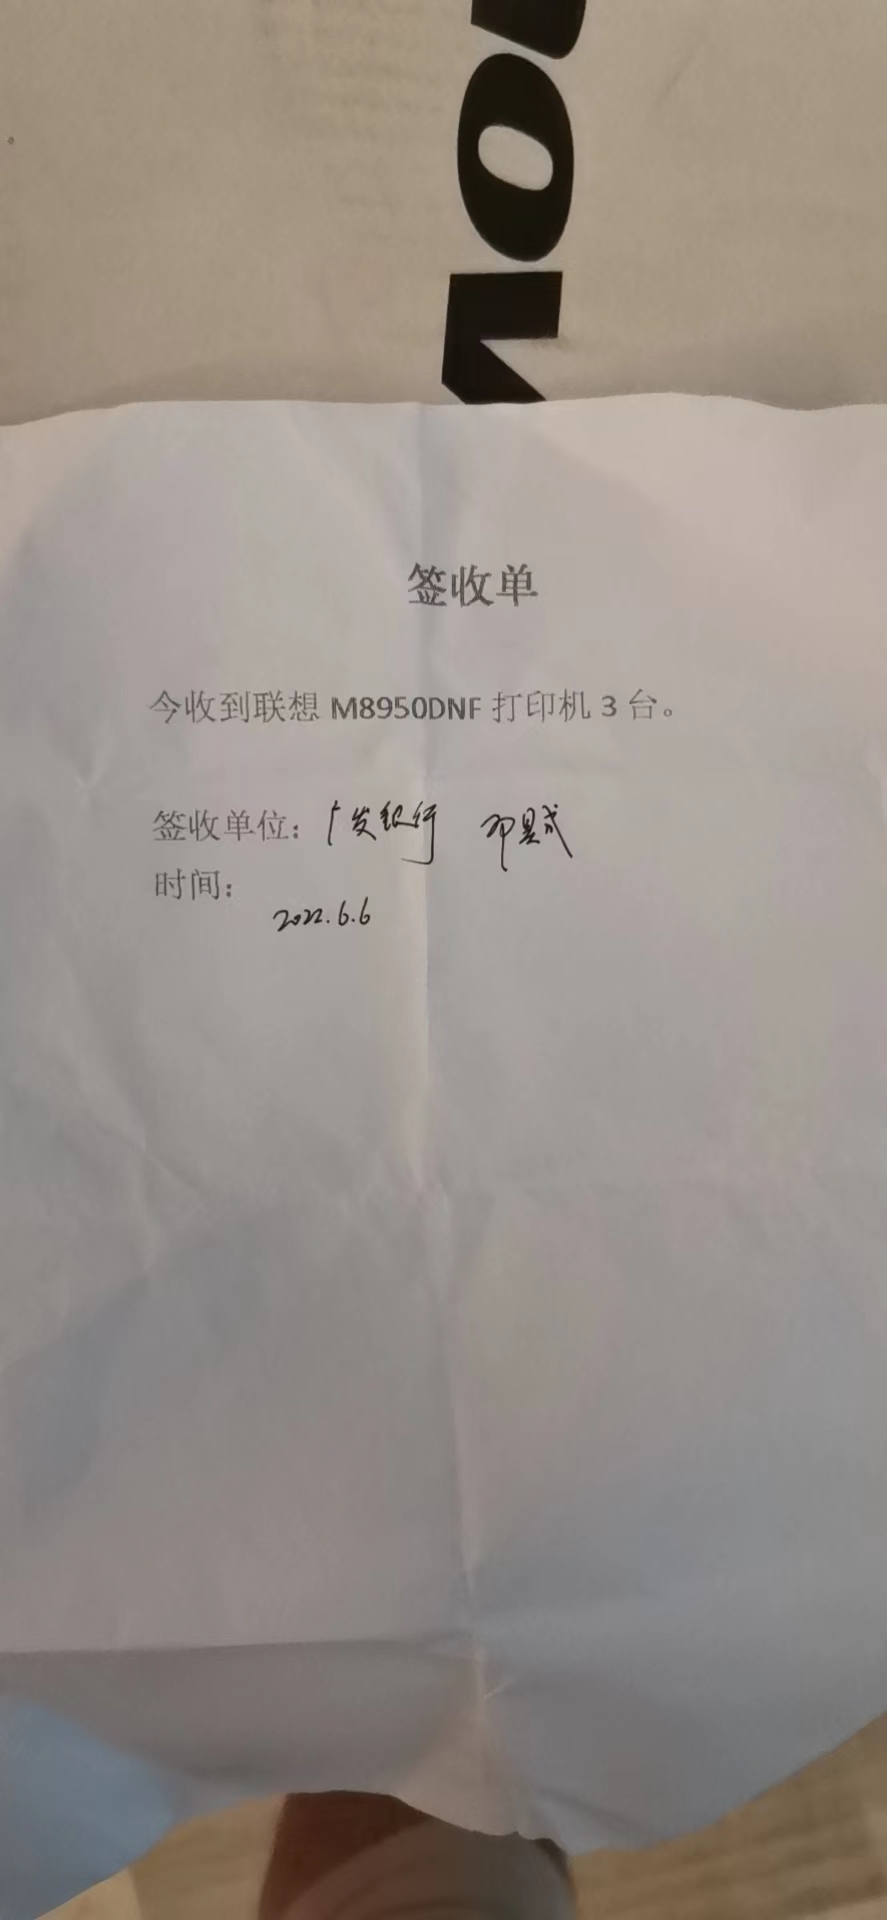 签收单
今收到联想 M8950DNF 打印机 3 台。
签收单位：广发银行
时间：
2022.6.6